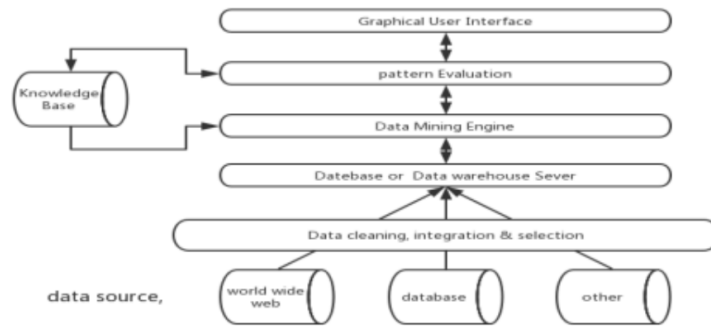 Graphical User Interface
pattern Evaluation
Knowledge
Base
Data Mining Engine
Datebase or Data warehouse Sever
Data cleaning, integration & selection
data source,
world wide
web
database
other